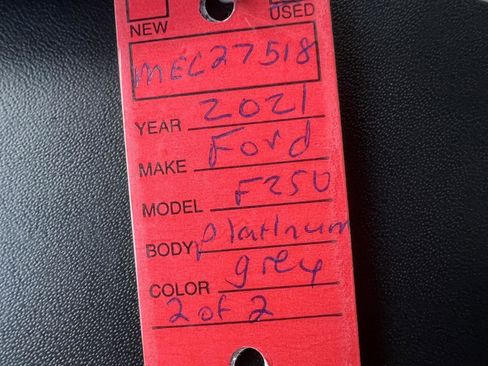 NEW USED
MEC27518
YEAR 2021
MAKE Ford
MODEL F250
BODY platinum
COLOR grey
2 of 2